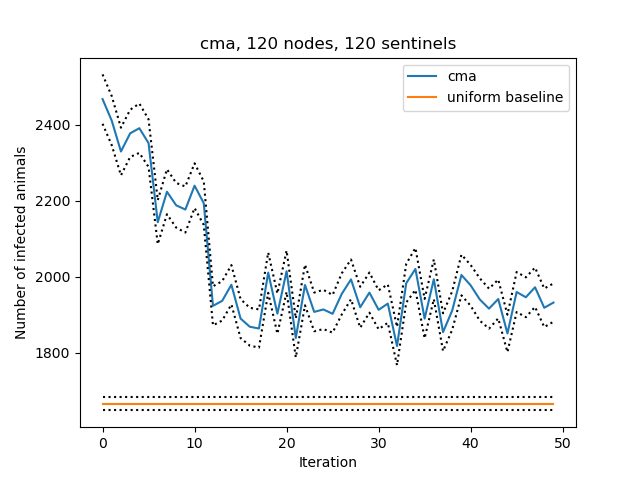 cma, 120 nodes, 120 sentinels
cma
uniform baseline
Number of infected animals
2400
2200
2000
1800
0 10 20 30 40 50
Iteration